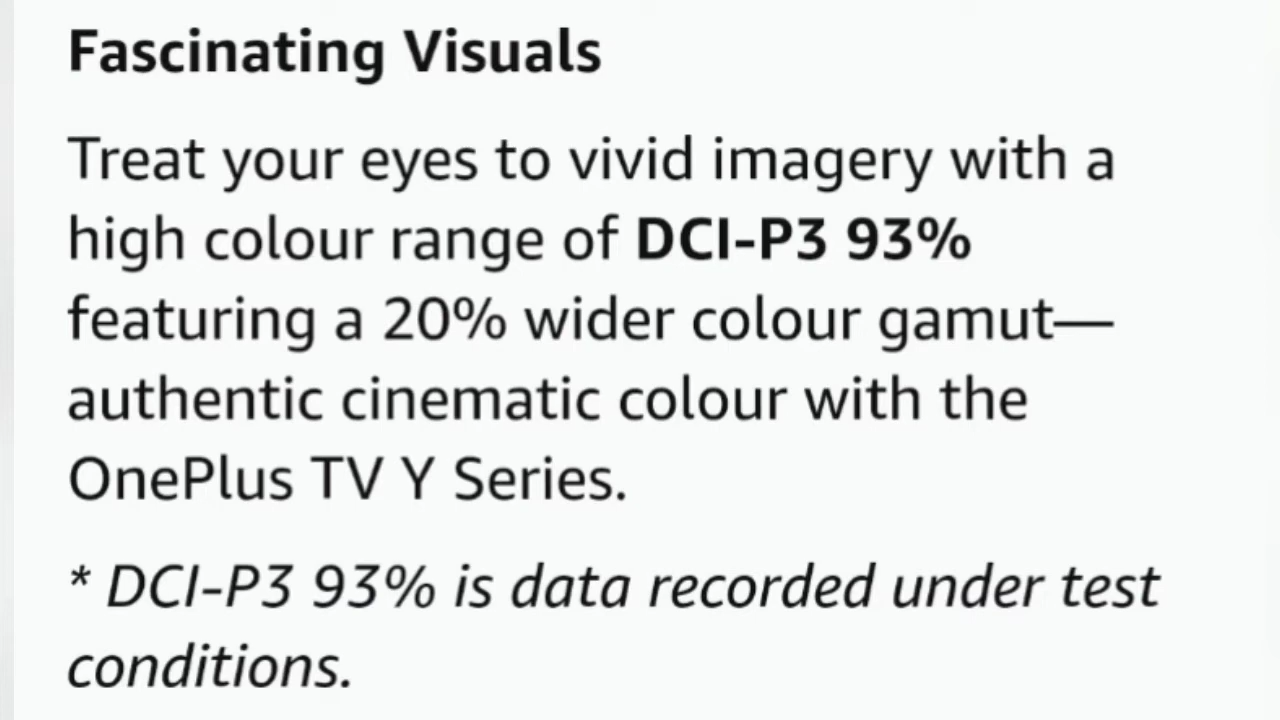 Fascinating Visuals
Treat your eyes to vivid imagery with a
high colour range of DCI-P3 93%
featuring a 20% wider colour gamut—
authentic cinematic colour with the
OnePlus TV Y Series.
* DCI-P3 93% is data recorded under test
conditions.